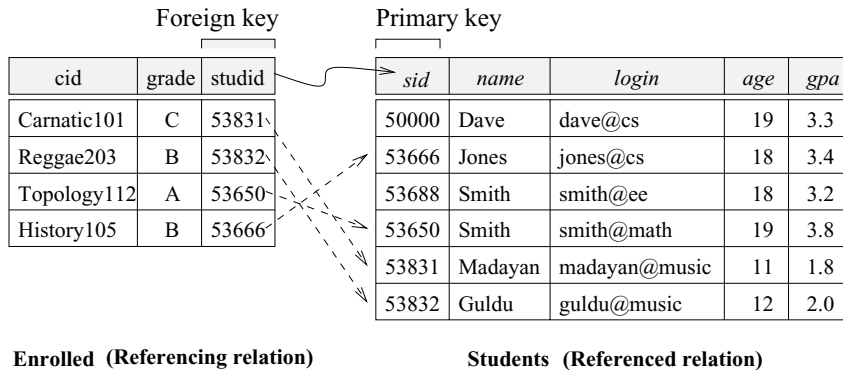 Foreign key Primary key
cid grade studid sid name login age gpa
Carnatic101 C 53831 50000 Dave dave@cs 19 3.3
Reggae203 B 53832 53666 Jones jones@cs 18 3.4
Topology112 A 53650 53688 Smith smith@ee 18 3.2
History105 B 53666 53650 Smith smith@math 19 3.8
53831 Madayan madayan@music 11 1.8
53832 Guldu guldu@music 12 2.0
Enrolled (Referencing relation) Students (Referenced relation)